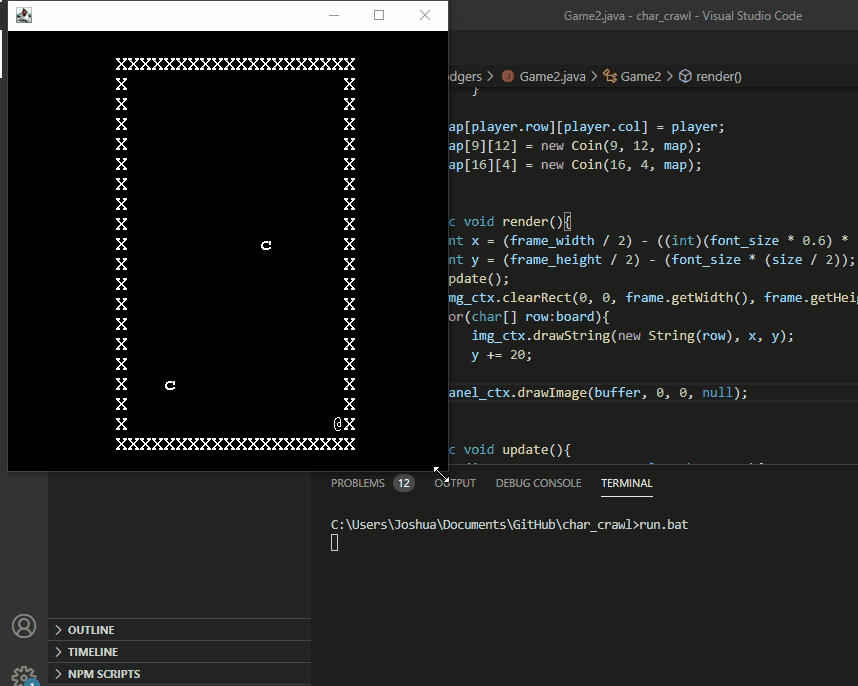 Game2.java - char_crawl - Visual Studio Code
XXXXXXXXXXXXXXXXXXXX
X                  X
X                  X
X                  X
X                  X
X                  X
X                  X
X                  X
X                  X
X           c      X
X                  X
X                  X
X                  X
X                  X
X                  X
X                  X
X   c              X
X                  X
X                 @X
XXXXXXXXXXXXXXXXXXXX
dgers > Game2.java > Game2 > render()
}
ap[player.row][player.col] = player;
ap[9][12] = new Coin(9, 12, map);
ap[16][4] = new Coin(16, 4, map);
c void render(){
nt x = (frame_width / 2) - ((int)(font_size * 0.6) *
nt y = (frame_height / 2) - (font_size * (size / 2));
pdate();
mg_ctx.clearRect(0, 0, frame.getWidth(), frame.getHei
or(char[] row:board){
img_ctx.drawString(new String(row), x, y);
y += 20;
anel_ctx.drawImage(buffer, 0, 0, null);
c void update(){
PROBLEMS 12 OUTPUT DEBUG CONSOLE TERMINAL
C:\Users\Joshua\Documents\GitHub\char_crawl>run.bat
OUTLINE
TIMELINE
NPM SCRIPTS
1